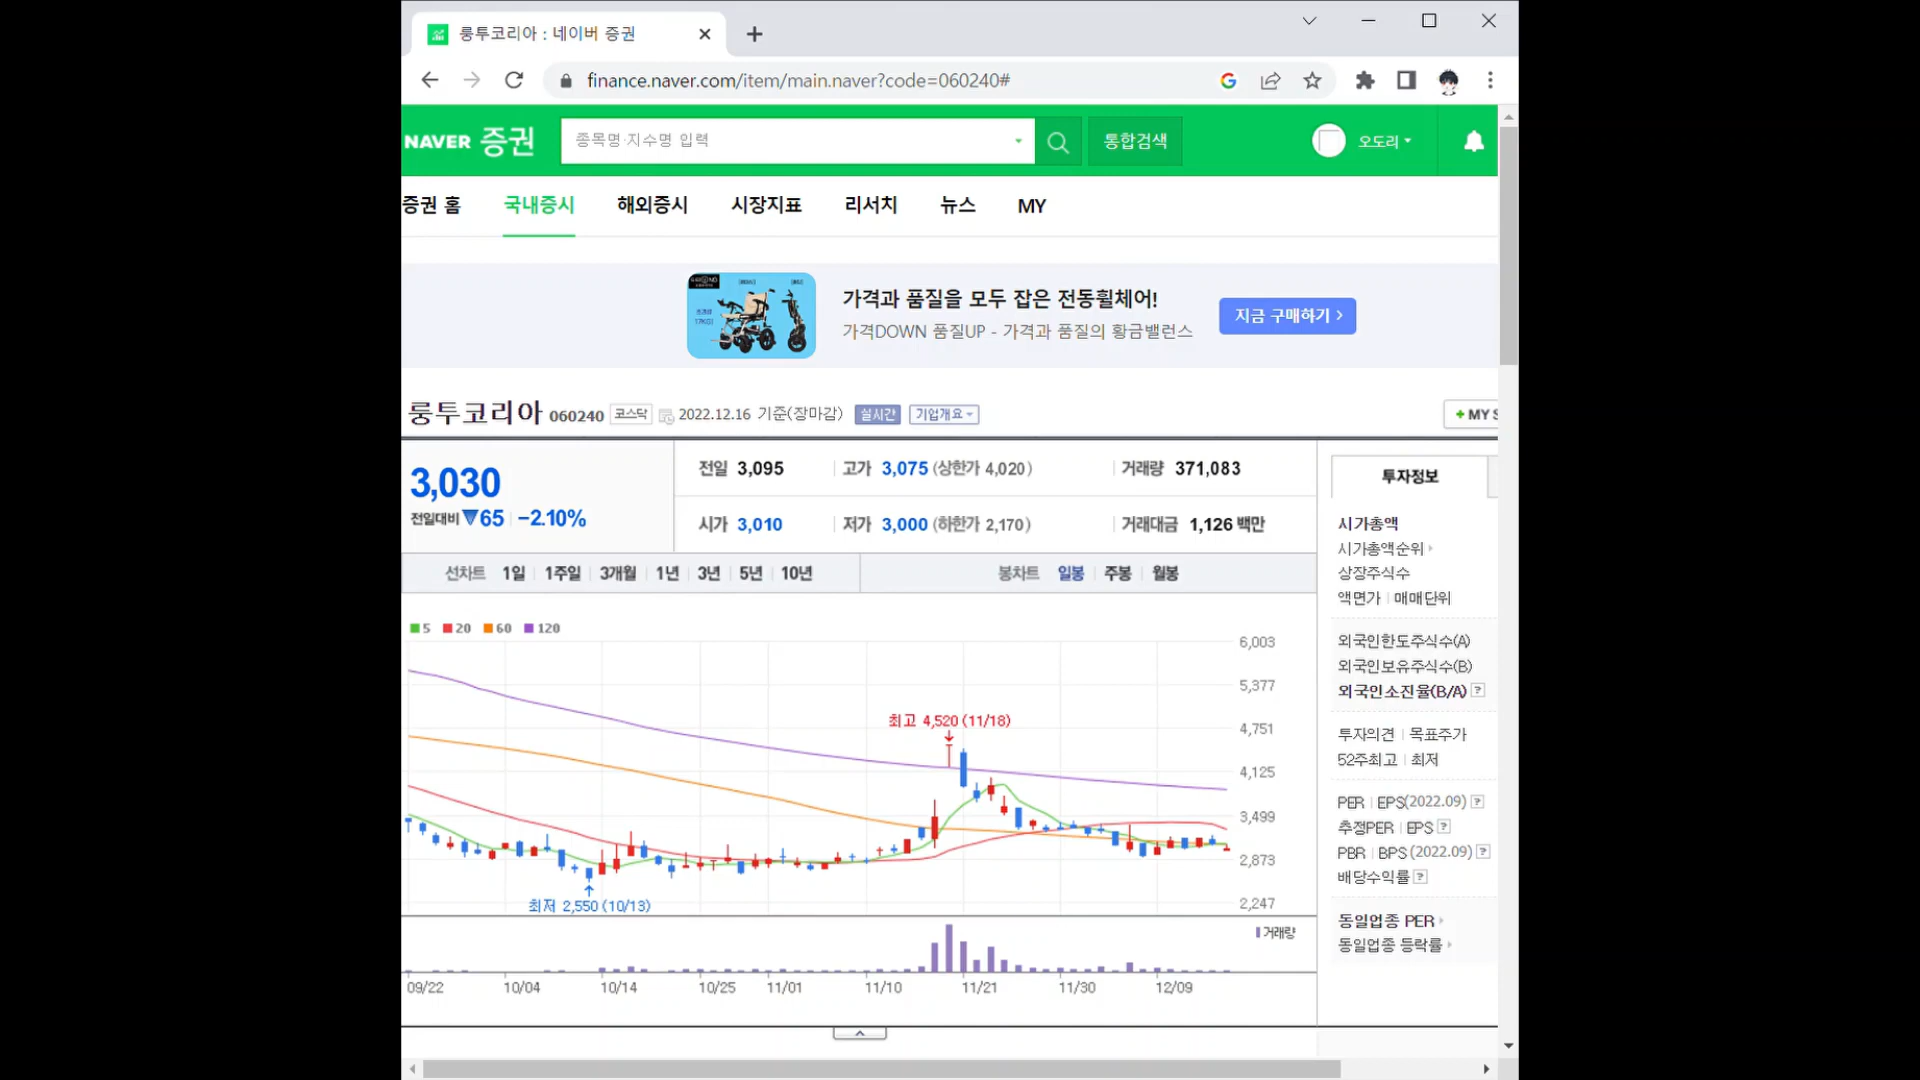 룽투코리아 : 네이버 증권
finance.naver.com/item/main.naver?code=060240#
NAVER 증권
종목명·지수명 입력
통합검색
오도리
증권 홈 국내증시 해외증시 시장지표 리서치 뉴스 MY
가격과 품질을 모두 잡은 전동휠체어!
가격DOWN 품질UP - 가격과 품질의 황금밸런스
지금 구매하기
룽투코리아 060240 코스닥 2022.12.16 기준(장마감) 실시간 기업개요
+ MY S
3,030
전일대비 ▼65 -2.10%
전일 3,095 고가 3,075 (상한가 4,020) 거래량 371,083
시가 3,010 저가 3,000 (하한가 2,170) 거래대금 1,126 백만
선차트 1일 1주일 3개월 1년 3년 5년 10년 봉차트 일봉 주봉 월봉
5 20 60 120
최고 4,520 (11/18)
최저 2,550 (10/13)
6,003
5,377
4,751
4,125
3,499
2,873
2,247
거래량
09/22 10/04 10/14 10/25 11/01 11/10 11/21 11/30 12/09
투자정보
시가총액
시가총액순위
상장주식수
액면가 | 매매단위
외국인한도주식수(A)
외국인보유주식수(B)
외국인소진율(B/A) ?
투자의견 | 목표주가
52주최고 | 최저
PER | EPS(2022.09) ?
추정PER | EPS ?
PBR | BPS (2022.09) ?
배당수익률 ?
동일업종 PER
동일업종 등락률